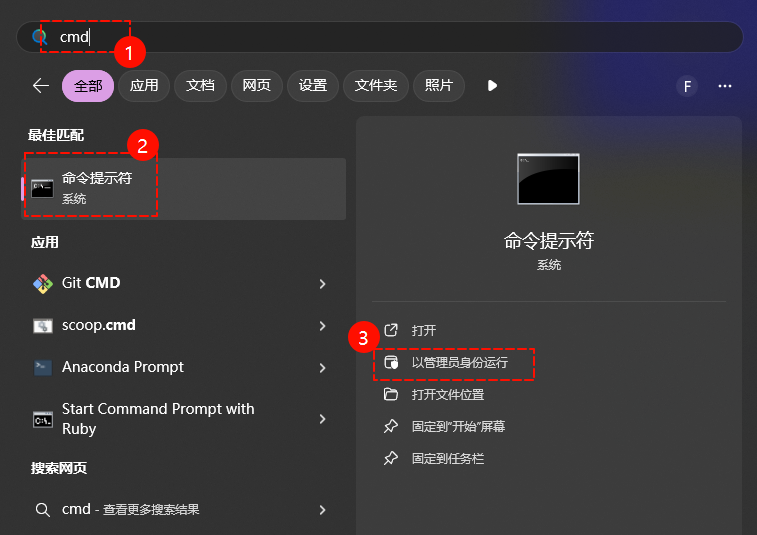 cmd
1
全部
应用
文档
网页
设置
文件夹
照片
F
最佳匹配
2
命令提示符
系统
应用
Git CMD
scoop.cmd
Anaconda Prompt
Start Command Prompt with
Ruby
搜索网页
cmd - 查看更多搜索结果
命令提示符
系统
打开
3
以管理员身份运行
打开文件位置
固定到"开始"屏幕
固定到任务栏